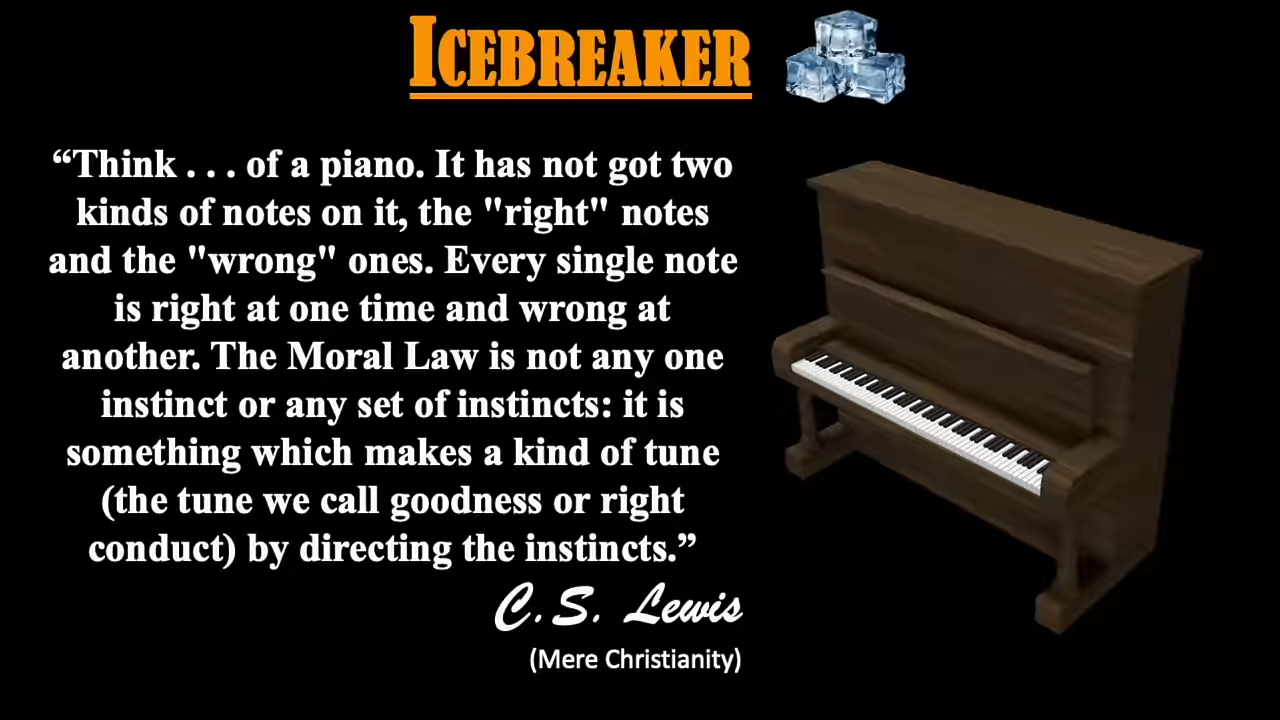 ICEBREAKER
“Think . . . of a piano. It has not got two
kinds of notes on it, the "right" notes
and the "wrong" ones. Every single note
is right at one time and wrong at
another. The Moral Law is not any one
instinct or any set of instincts: it is
something which makes a kind of tune
(the tune we call goodness or right
conduct) by directing the instincts.”
C.S. Lewis
(Mere Christianity)